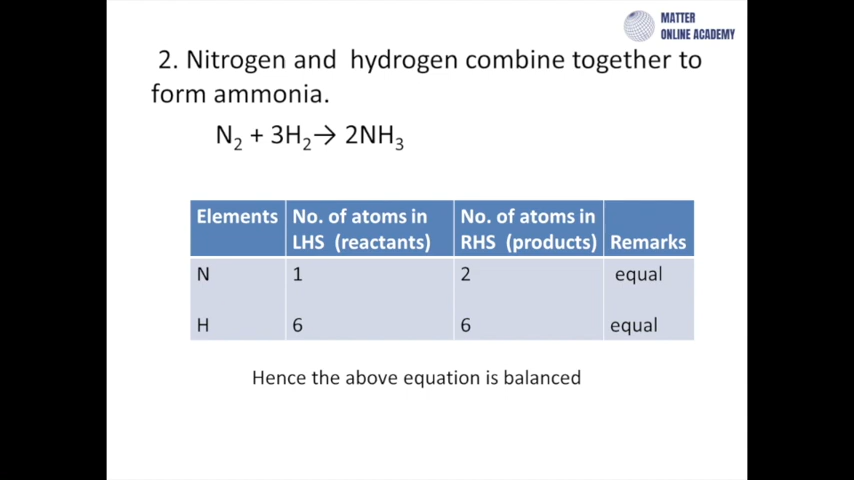 MATTER
ONLINE ACADEMY
2. Nitrogen and hydrogen combine together to
form ammonia.
N₂ + 3H₂→ 2NH₃
Elements No. of atoms in LHS (reactants) No. of atoms in RHS (products) Remarks
N 1 2 equal
H 6 6 equal
Hence the above equation is balanced